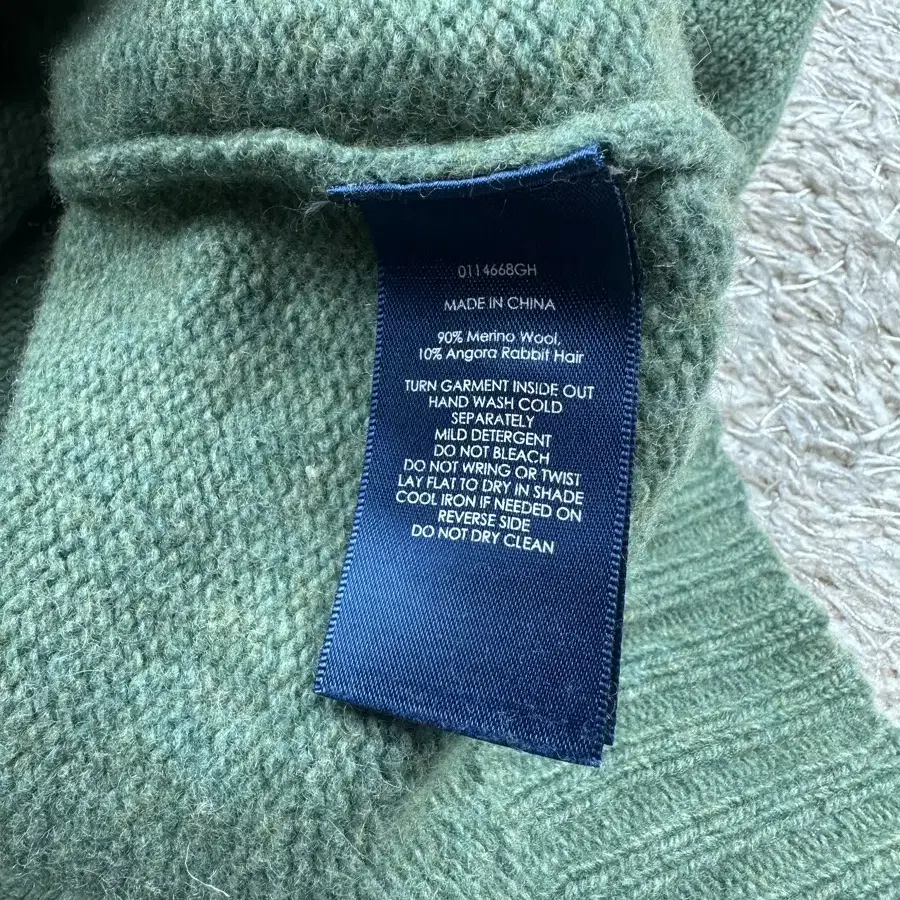 0114668GH
MADE IN CHINA
90% Merino Wool,
10% Angora Rabbit Hair
TURN GARMENT INSIDE OUT
HAND WASH COLD
SEPARATELY
MILD DETERGENT
DO NOT BLEACH
DO NOT WRING OR TWIST
LAY FLAT TO DRY IN SHADE
COOL IRON IF NEEDED ON
REVERSE SIDE
DO NOT DRY CLEAN